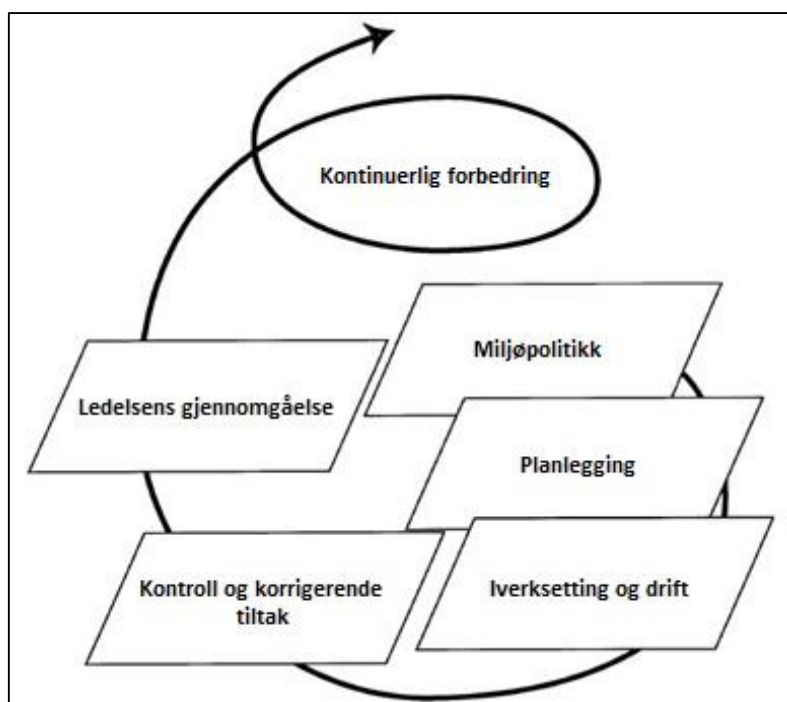 Kontinuerlig forbedring
Miljøpolitikk
Ledelsens gjennomgåelse
Planlegging
Kontroll og korrigerende
tiltak
Iverksetting og drift